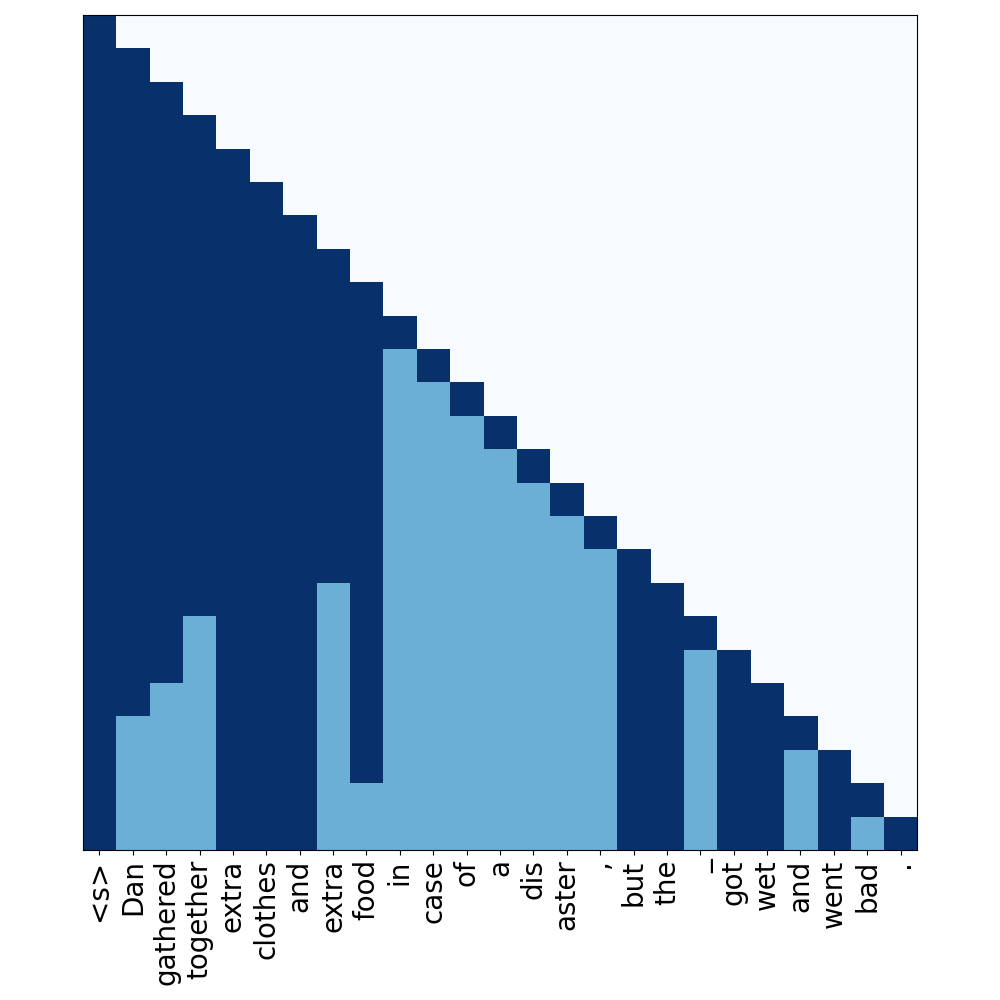 <s> Dan gathered together extra clothes and extra food in case of a dis aster , but the _ got wet and went bad .